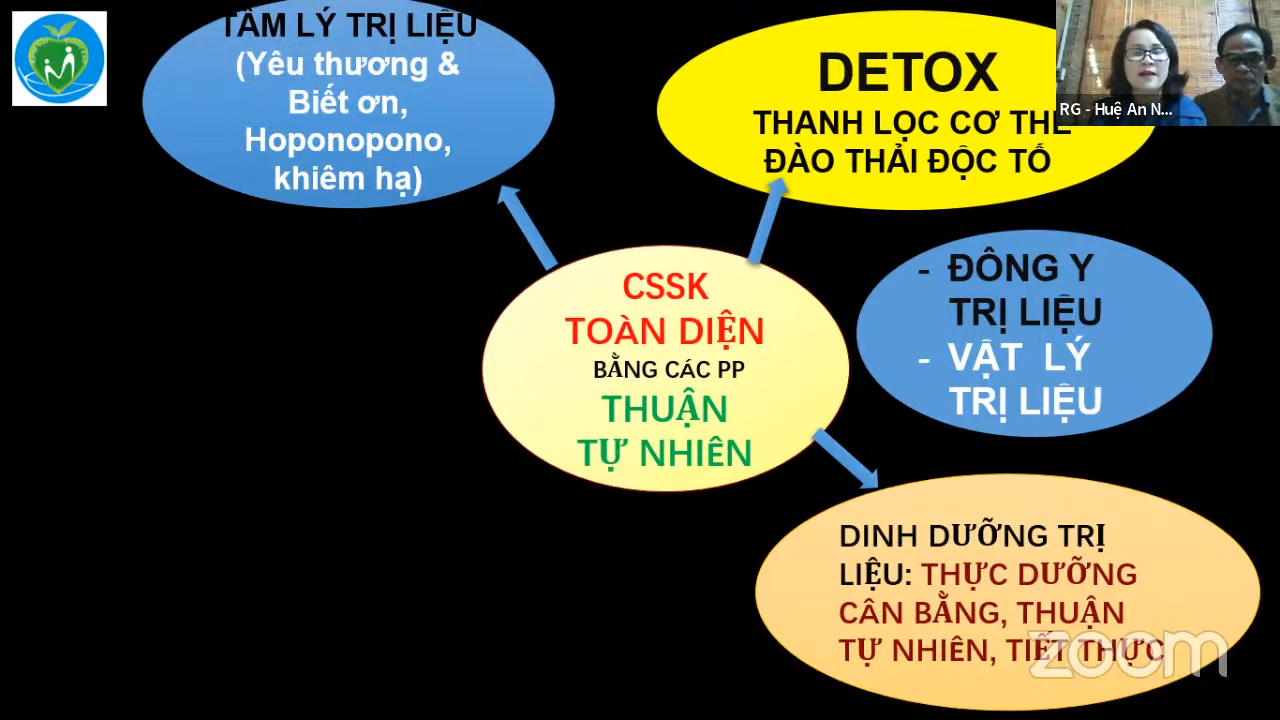 TÂM LÝ TRỊ LIỆU
(Yêu thương &
Biết ơn,
Hoponopono,
khiêm hạ)
DETOX
THANH LỌC CƠ THỂ
ĐÀO THẢI ĐỘC TỐ
RG - Huệ An N...
CSSK
TOÀN DIỆN
BẰNG CÁC PP
THUẬN
TỰ NHIÊN
- ĐÔNG Y
TRỊ LIỆU
- VẬT LÝ
TRỊ LIỆU
DINH DƯỠNG TRỊ
LIỆU: THỰC DƯỠNG
CÂN BẰNG, THUẬN
TỰ NHIÊN, TIẾT THỰC
zoom